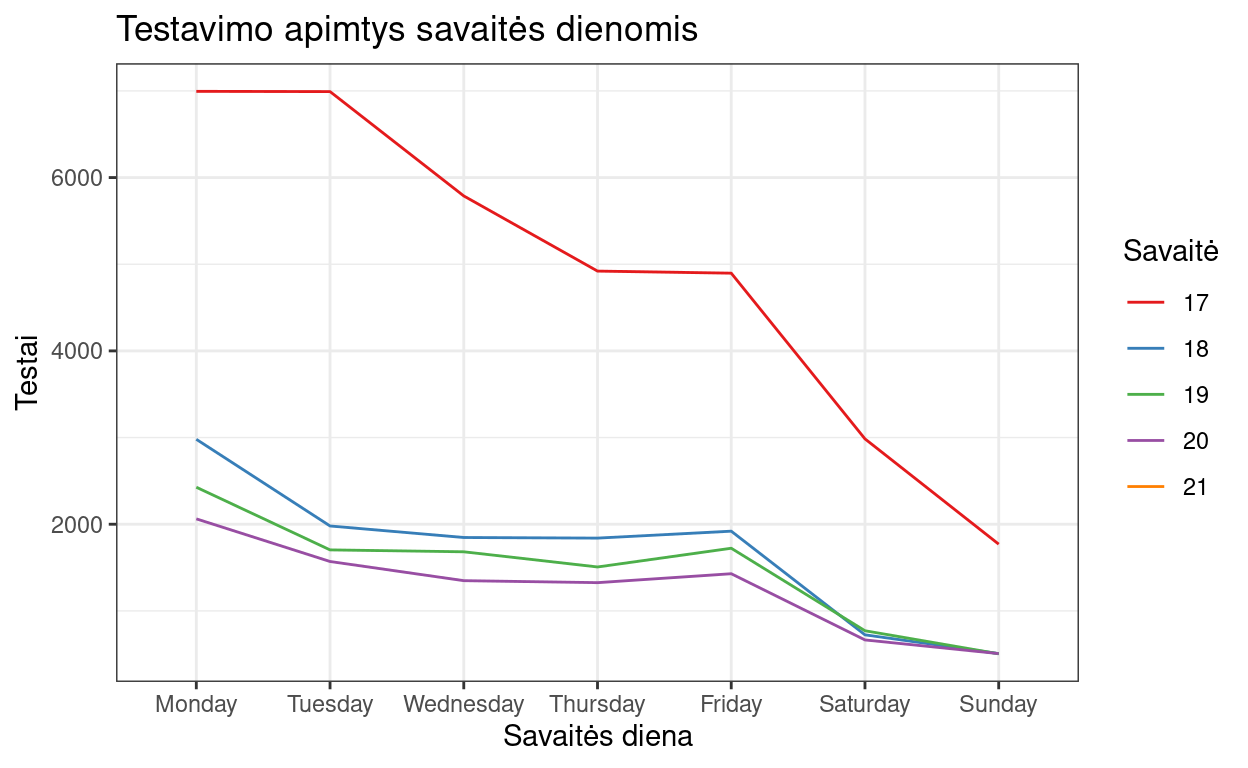 Testavimo apimtys savaitės dienomis
Testai
6000
4000
2000
Monday Tuesday Wednesday Thursday Friday Saturday Sunday
Savaitės diena
Savaitė
17
18
19
20
21